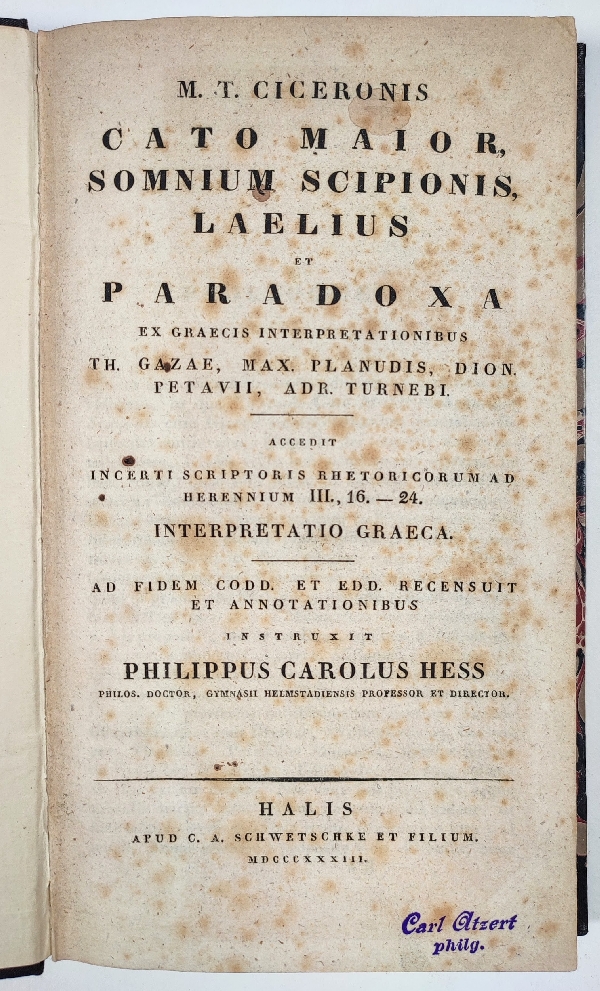 M. T. CICERONIS
CATO MAIOR,
SOMNIUM SCIPIONIS,
LAELIUS
ET
PARADOXA
EX GRAECIS INTERPRETATIONIBUS
TH. GAZAE, MAX. PLANUDIS, DION.
PETAVII, ADR. TURNEBI.
ACCEDIT
INCERTI SCRIPTORIS RHETORICORUM AD
HERENNIUM III., 16. — 24.
INTERPRETATIO GRAECA.
AD FIDEM CODD. ET EDD. RECENSUIT
ET ANNOTATIONIBUS
INSTRUXIT
PHILIPPUS CAROLUS HESS
PHILOS. DOCTOR, GYMNASII HELMSTADIENSIS PROFESSOR ET DIRECTOR.
HALIS
APUD C. A. SCHWETSCHKE ET FILIUM.
MDCCCXXXIII.
Carl Atzert
philg.